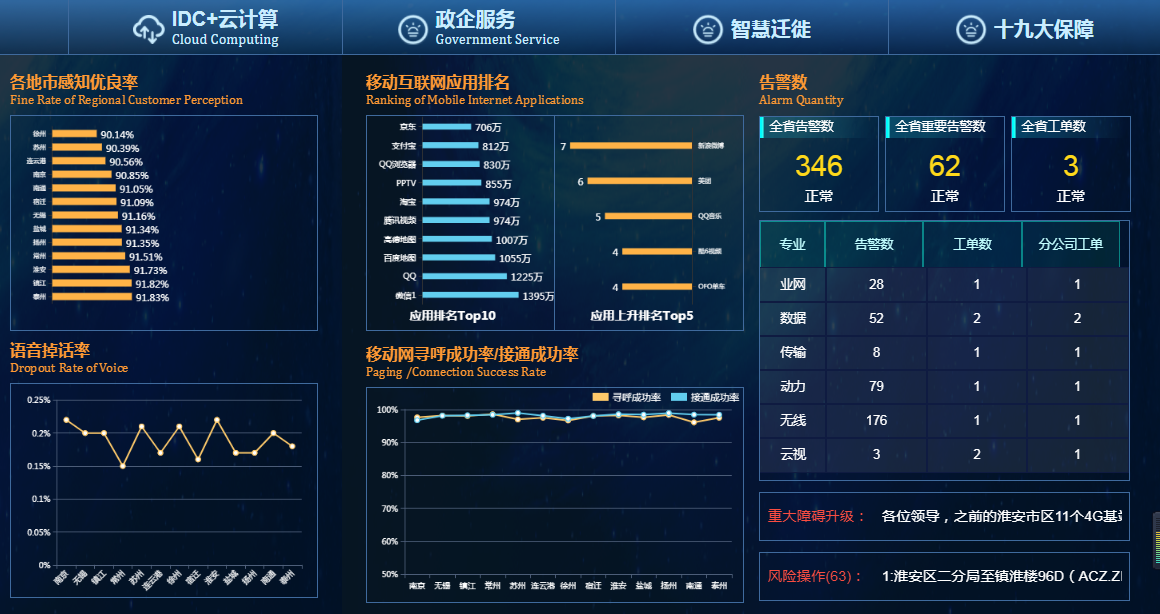 IDC+云计算
Cloud Computing
政企服务
Government Service
智慧迁徙
十九大保障
各地市感知优良率
Fine Rate of Regional Customer Perception
徐州 90.14%
苏州 90.39%
连云港 90.56%
南京 90.85%
南通 91.05%
宿迁 91.09%
无锡 91.16%
盐城 91.34%
扬州 91.35%
常州 91.51%
淮安 91.73%
镇江 91.82%
泰州 91.83%
语音掉话率
Dropout Rate of Voice
0.25%
0.2%
0.15%
0.1%
0.05%
0%
南京 无锡 镇江 常州 苏州 连云港 徐州 宿迁 淮安 盐城 扬州 南通 泰州
移动互联网应用排名
Ranking of Mobile Internet Applications
京东 706万
支付宝 812万
QQ浏览器 830万
PPTV 855万
淘宝 974万
腾讯视频 974万
高德地图 1007万
百度地图 1055万
QQ 1225万
微信1 1395万
应用排名Top10
7 新浪微博
6 美团
5 QQ音乐
4 酷6视频
4 OFO单车
应用上升排名Top5
移动网寻呼成功率/接通成功率
Paging /Connection Success Rate
寻呼成功率 接通成功率
100%
90%
80%
70%
60%
50%
南京 无锡 镇江 常州 苏州 连云港 徐州 宿迁 淮安 盐城 扬州 南通 泰州
告警数
Alarm Quantity
全省告警数
346
正常
全省重要告警数
62
正常
全省工单数
3
正常
专业 告警数 工单数 分公司工单
业网 28 1 1
数据 52 2 2
传输 8 1 1
动力 79 1 1
无线 176 1 1
云视 3 2 1
重大障碍升级： 各位领导，之前的淮安市区11个4G基
风险操作(63)： 1:淮安区二分局至镇淮楼96D（ACZ.Z